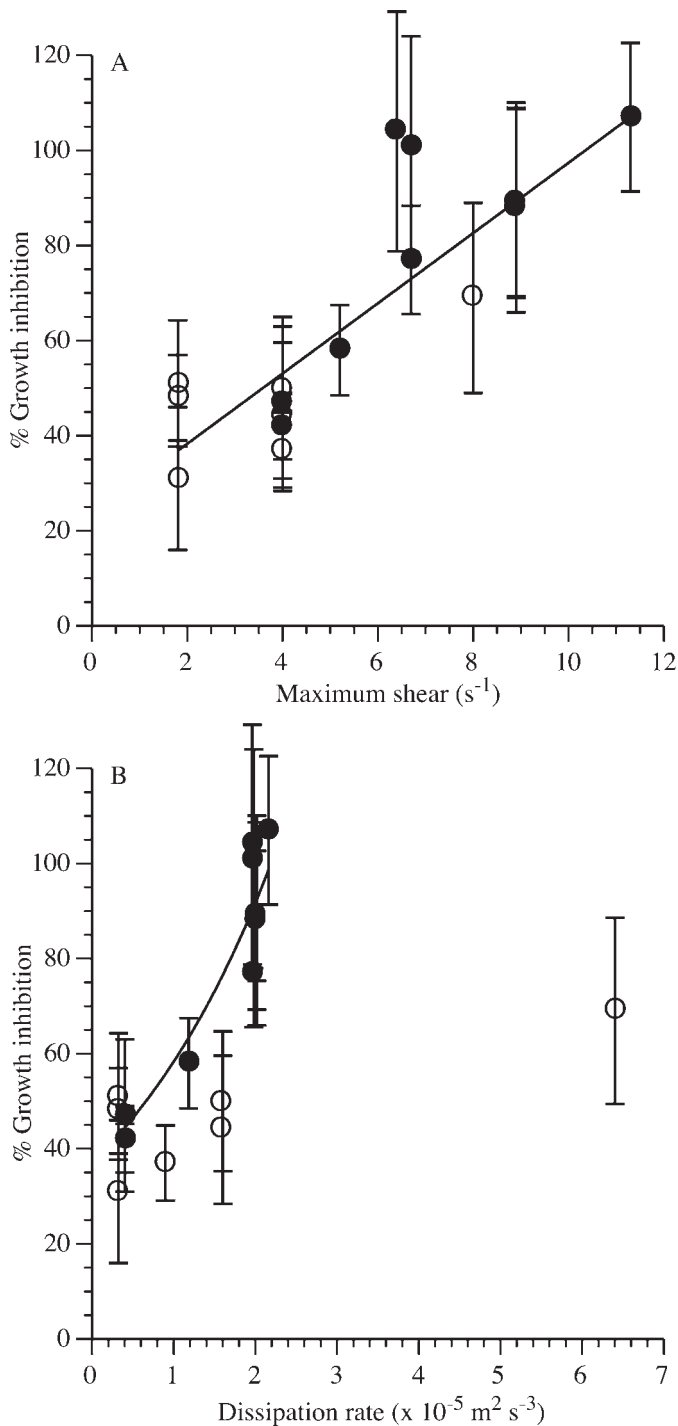 A
120
100
80
60
40
20
0
% Growth inhibition
0 2 4 6 8 10 12
Maximum shear (s⁻¹)
B
120
100
80
60
40
20
0
% Growth inhibition
0 1 2 3 4 5 6 7
Dissipation rate (x 10⁻⁵ m² s⁻³)